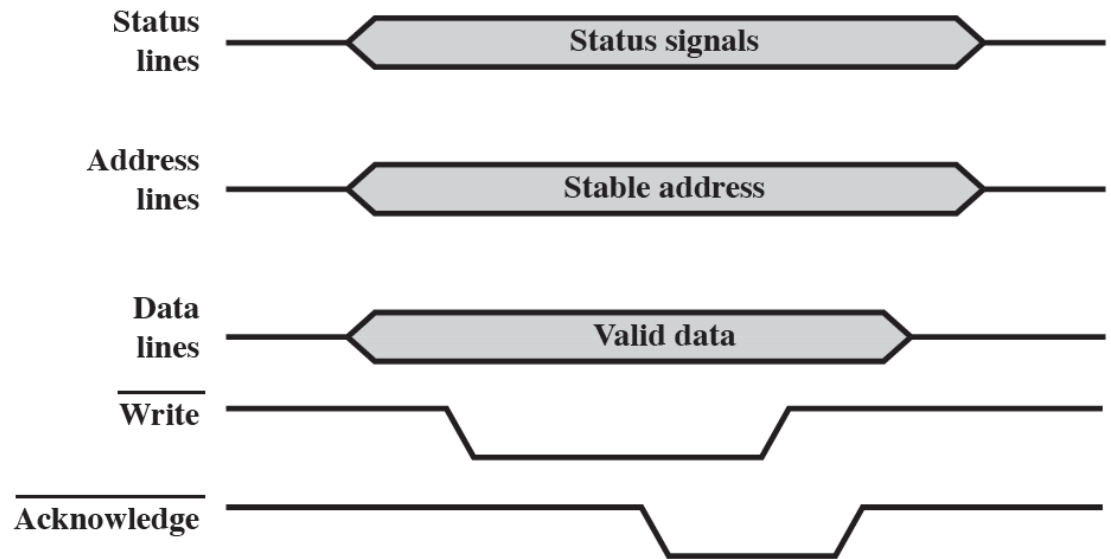 Status
lines
Status signals
Address
lines
Stable address
Data
lines
Valid data
Write
Acknowledge